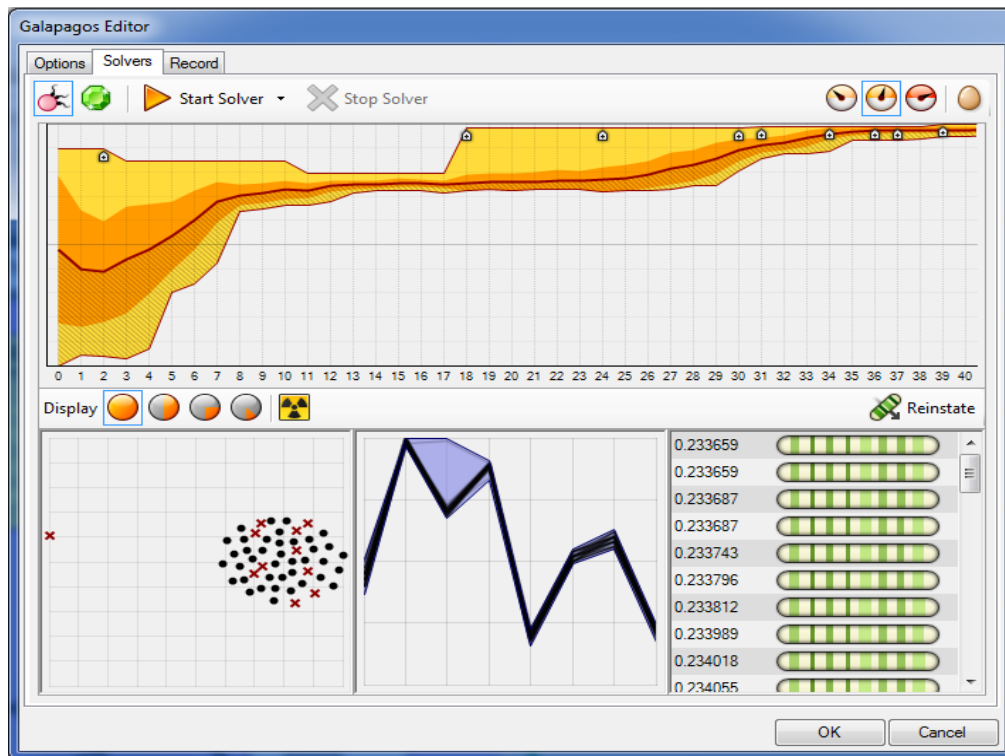 Galapagos Editor
Options Solvers Record
Start Solver Stop Solver
0 1 2 3 4 5 6 7 8 9 10 11 12 13 14 15 16 17 18 19 20 21 22 23 24 25 26 27 28 29 30 31 32 33 34 35 36 37 38 39 40
Display Reinstate
0.233659
0.233659
0.233687
0.233687
0.233743
0.233796
0.233812
0.233989
0.234018
0.234055
OK Cancel